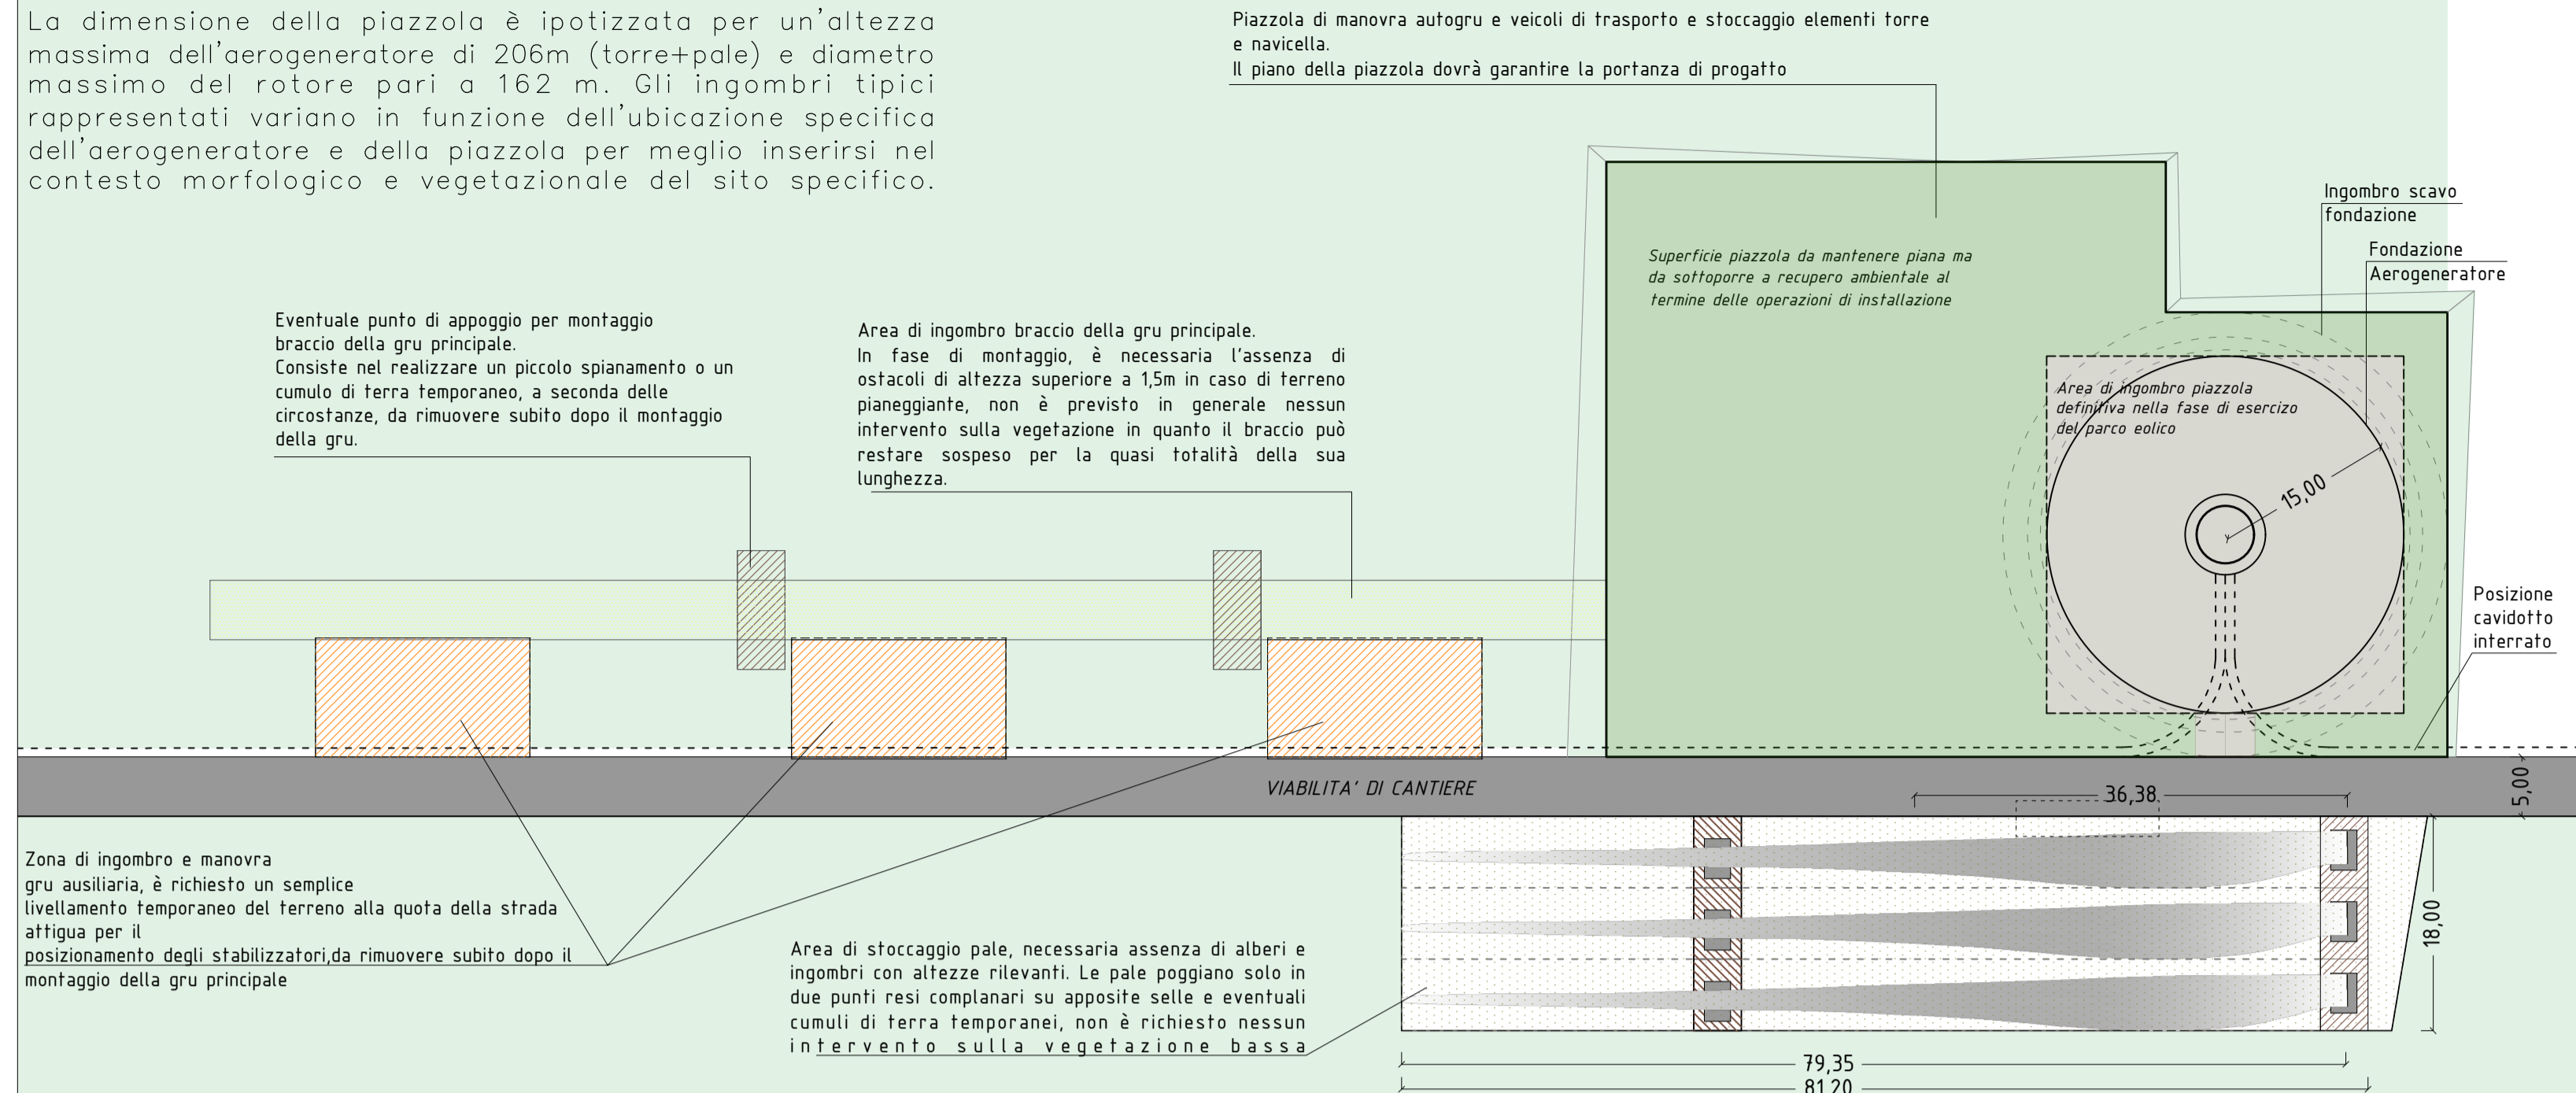 La dimensione della piazzola è ipotizzata per un'altezza
massima dell'aerogeneratore di 206m (torre+pale) e diametro
massimo del rotore pari a 162 m. Gli ingombri tipici
rappresentati variano in funzione dell'ubicazione specifica
dell'aerogeneratore e della piazzola per meglio inserirsi nel
contesto morfologico e vegetazionale del sito specifico.
Piazzola di manovra autogru e veicoli di trasporto e stoccaggio elementi torre
e navicella.
Il piano della piazzola dovrà garantire la portanza di progatto
Ingombro scavo
fondazione
Fondazione
Aerogeneratore
Superficie piazzola da mantenere piana ma
da sottoporre a recupero ambientale al
termine delle operazioni di installazione
Eventuale punto di appoggio per montaggio
braccio della gru principale.
Consiste nel realizzare un piccolo spianamento o un
cumulo di terra temporaneo, a seconda delle
circostanze, da rimuovere subito dopo il montaggio
della gru.
Area di ingombro braccio della gru principale.
In fase di montaggio, è necessaria l'assenza di
ostacoli di altezza superiore a 1,5m in caso di terreno
pianeggiante, non è previsto in generale nessun
intervento sulla vegetazione in quanto il braccio può
restare sospeso per la quasi totalità della sua
lunghezza.
Area di ingombro piazzola
definitiva nella fase di esercizo
del parco eolico
15,00
Posizione
cavidotto
interrato
VIABILITA' DI CANTIERE
36,38
5,00
Zona di ingombro e manovra
gru ausiliaria, è richiesto un semplice
livellamento temporaneo del terreno alla quota della strada
attigua per il
posizionamento degli stabilizzatori,da rimuovere subito dopo il
montaggio della gru principale
Area di stoccaggio pale, necessaria assenza di alberi e
ingombri con altezze rilevanti. Le pale poggiano solo in
due punti resi complanari su apposite selle e eventuali
cumuli di terra temporanei, non è richiesto nessun
intervento sulla vegetazione bassa
18,00
79,35
81,20